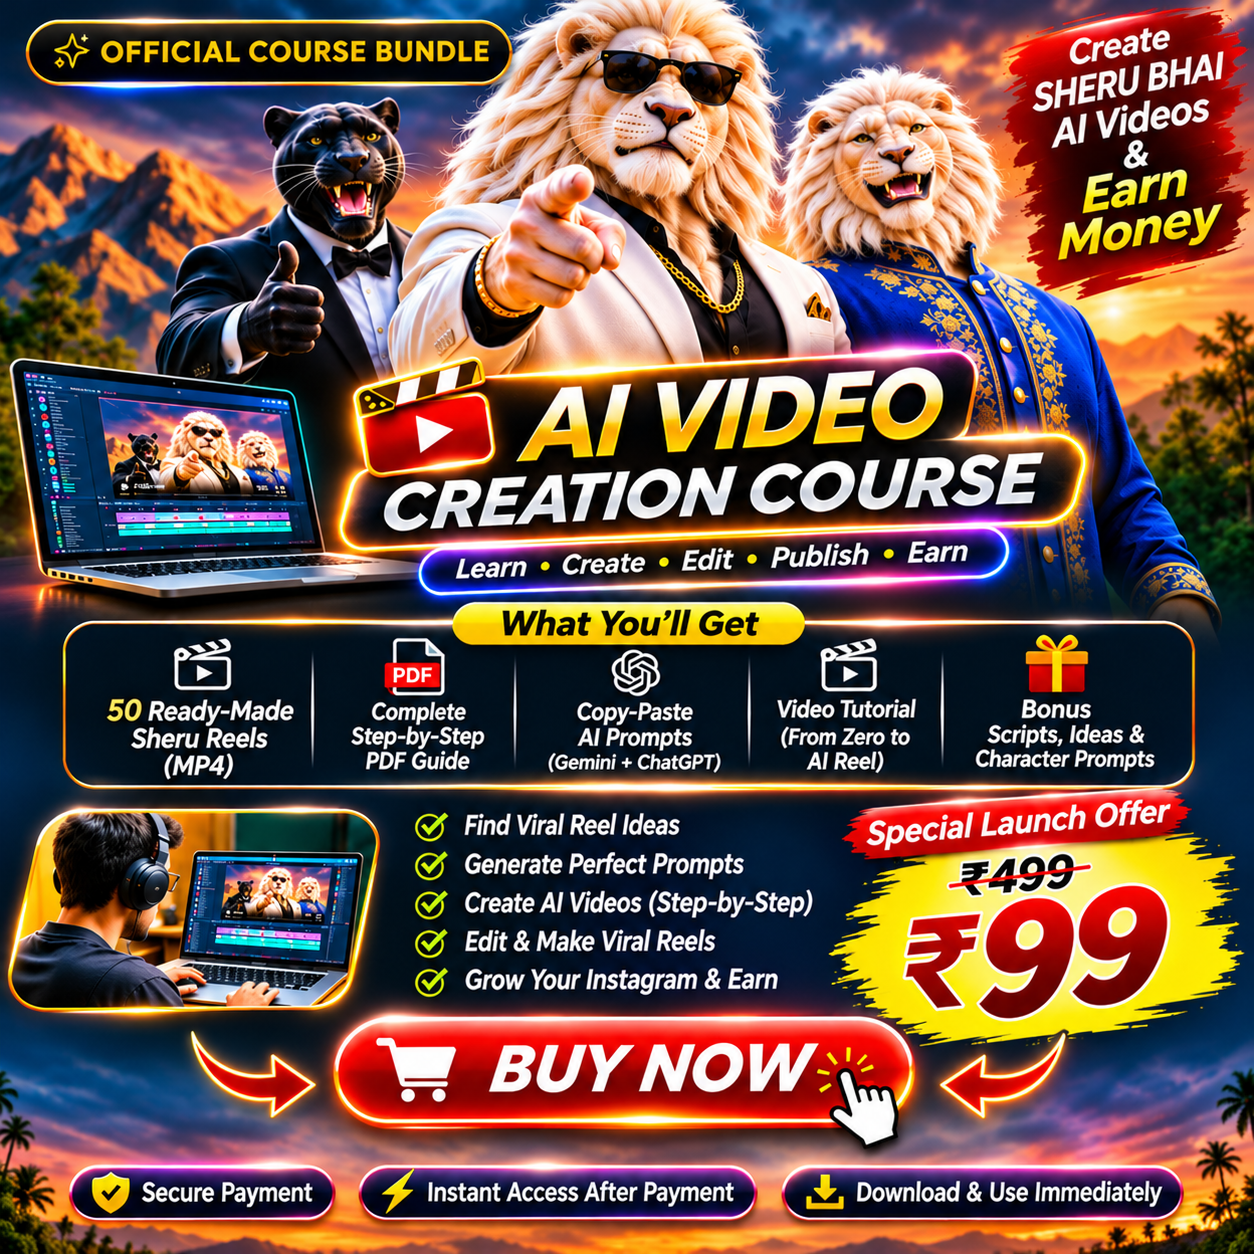 OFFICIAL COURSE BUNDLE
Create
SHERU BHAI
AI Videos
&
Earn
Money
AI VIDEO
CREATION COURSE
Learn • Create • Edit • Publish • Earn
What You'll Get
50 Ready-Made
Sheru Reels
(MP4)
PDF
Complete
Step-by-Step
PDF Guide
Copy-Paste
AI Prompts
(Gemini + ChatGPT)
Video Tutorial
(From Zero to
AI Reel)
Bonus
Scripts, Ideas &
Character Prompts
Find Viral Reel Ideas
Generate Perfect Prompts
Create AI Videos (Step-by-Step)
Edit & Make Viral Reels
Grow Your Instagram & Earn
Special Launch Offer
₹499
₹99
BUY NOW
Secure Payment
Instant Access After Payment
Download & Use Immediately